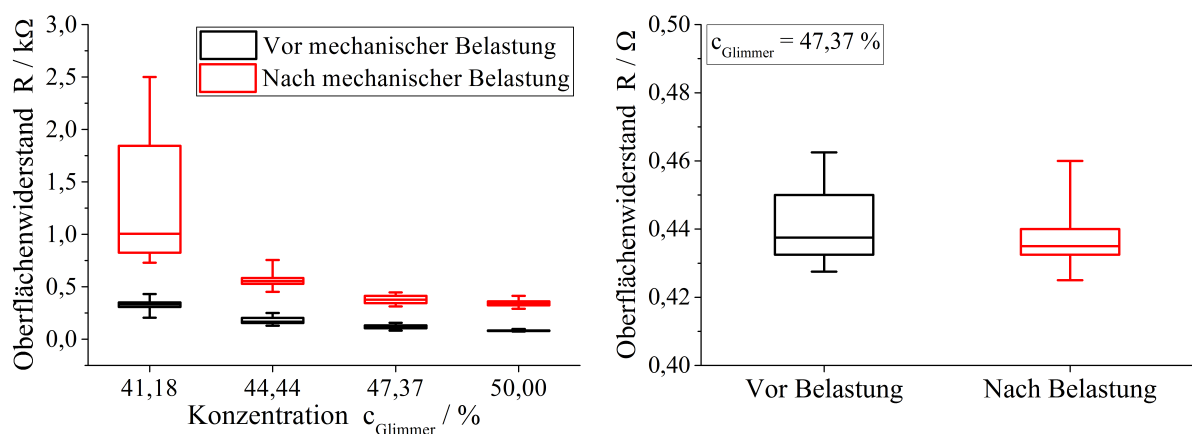 Oberflächenwiderstand R / kΩ
3,0
2,5
2,0
1,5
1,0
0,5
0,0
Vor mechanischer Belastung
Nach mechanischer Belastung
41,18 44,44 47,37 50,00
Konzentration c_Glimmer / %
Oberflächenwiderstand R / Ω
0,50
0,48
0,46
0,44
0,42
0,40
c_Glimmer = 47,37 %
Vor Belastung Nach Belastung